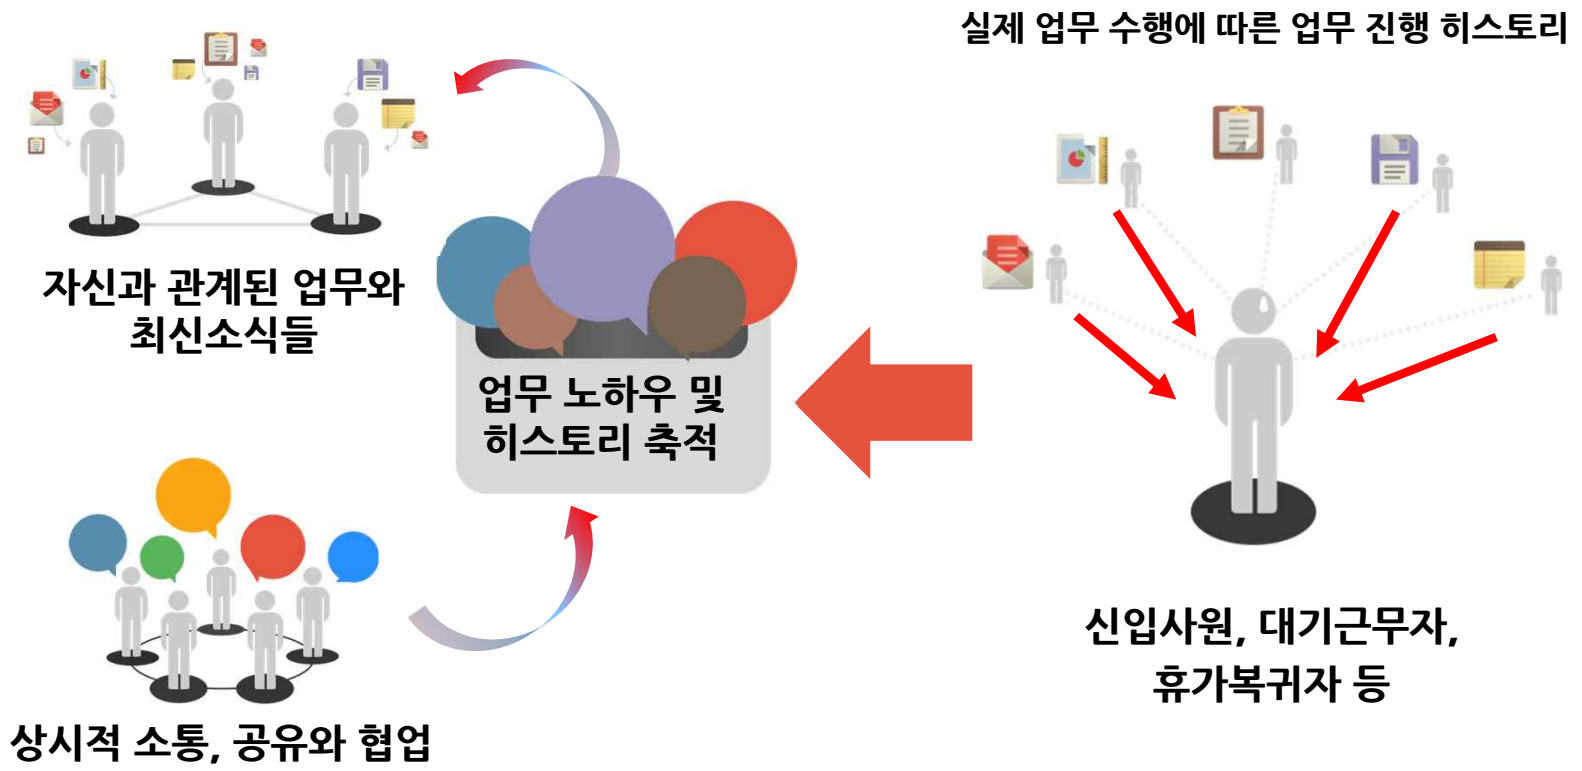 실제 업무 수행에 따른 업무 진행 히스토리
자신과 관계된 업무와
최신소식들
업무 노하우 및
히스토리 축적
신입사원, 대기근무자,
휴가복귀자 등
상시적 소통, 공유와 협업